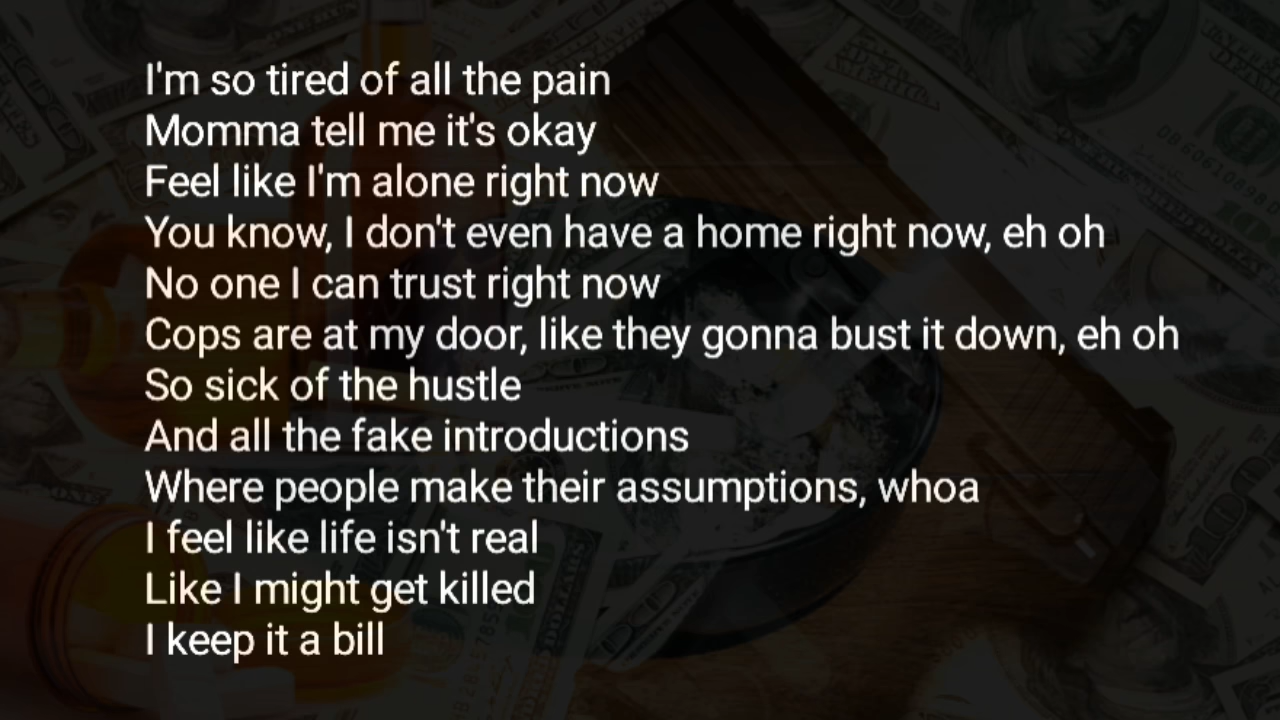 I'm so tired of all the pain
Momma tell me it's okay
Feel like I'm alone right now
You know, I don't even have a home right now, eh oh
No one I can trust right now
Cops are at my door, like they gonna bust it down, eh oh
So sick of the hustle
And all the fake introductions
Where people make their assumptions, whoa
I feel like life isn't real
Like I might get killed
I keep it a bill